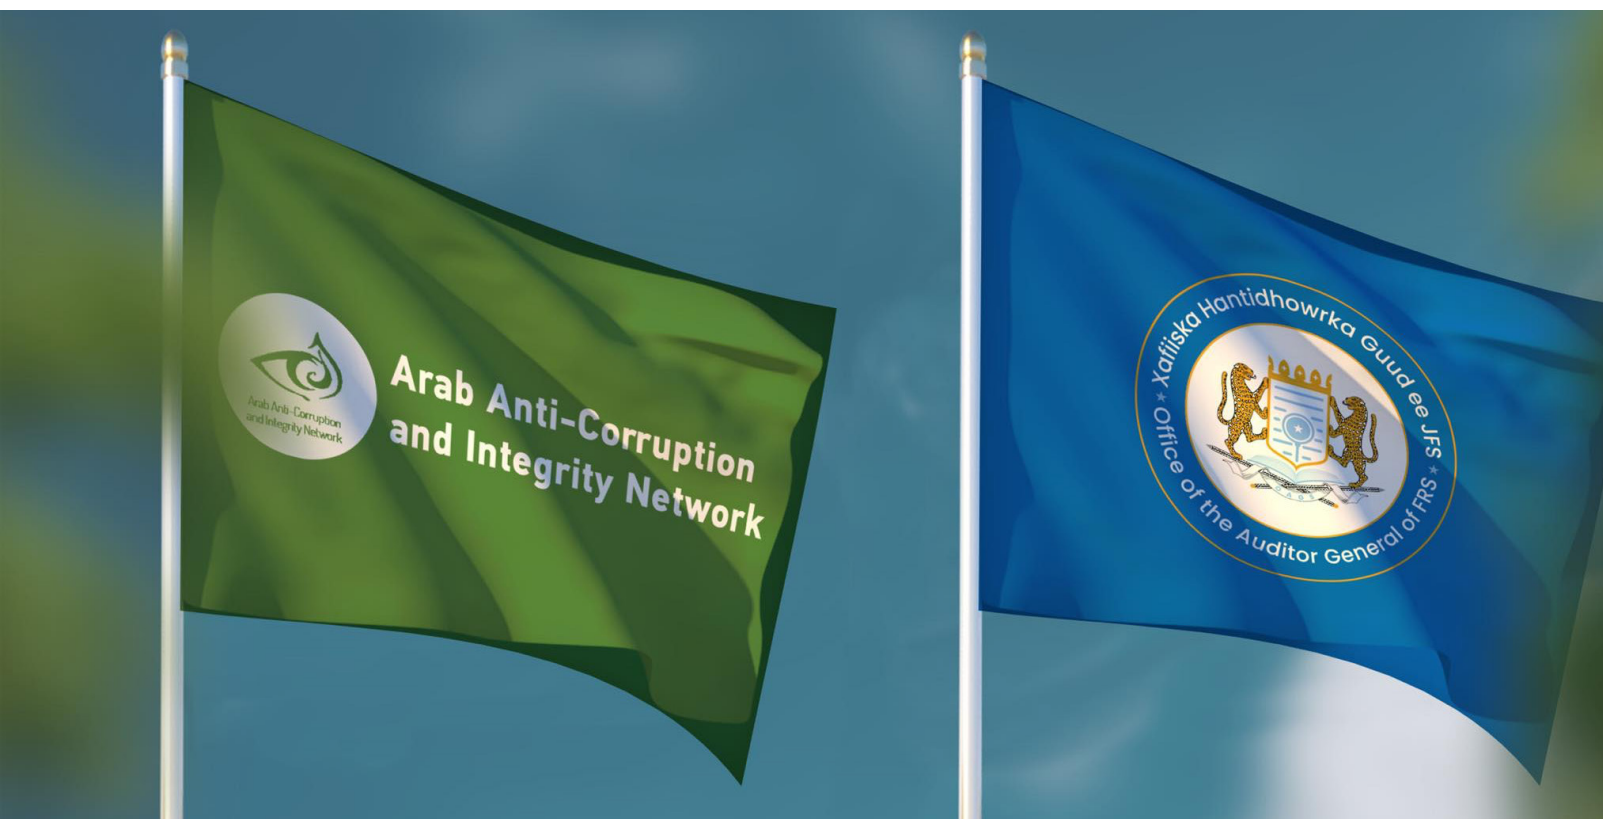 Arab Anti-Corruption
and Integrity Network
Arab Anti-Corruption
and Integrity Network
Xafiiska Hantidhowrka Guud ee JFS
Office of the Auditor General of FRS